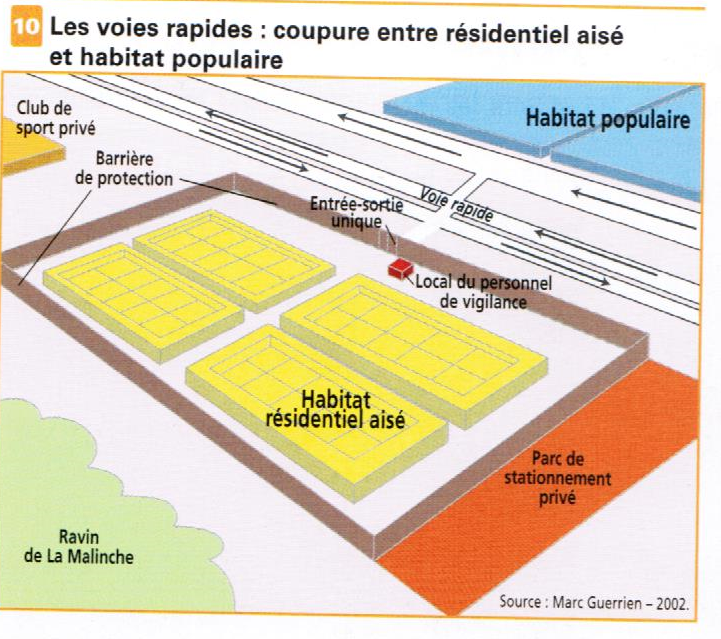 10 Les voies rapides : coupure entre résidentiel aisé
et habitat populaire
Club de
sport privé
Habitat populaire
Barrière
de protection
Entrée-sortie
unique
Voie rapide
Local du personnel
de vigilance
Habitat
résidentiel aisé
Parc de
stationnement
privé
Ravin
de La Malinche
Source : Marc Guerrien – 2002.